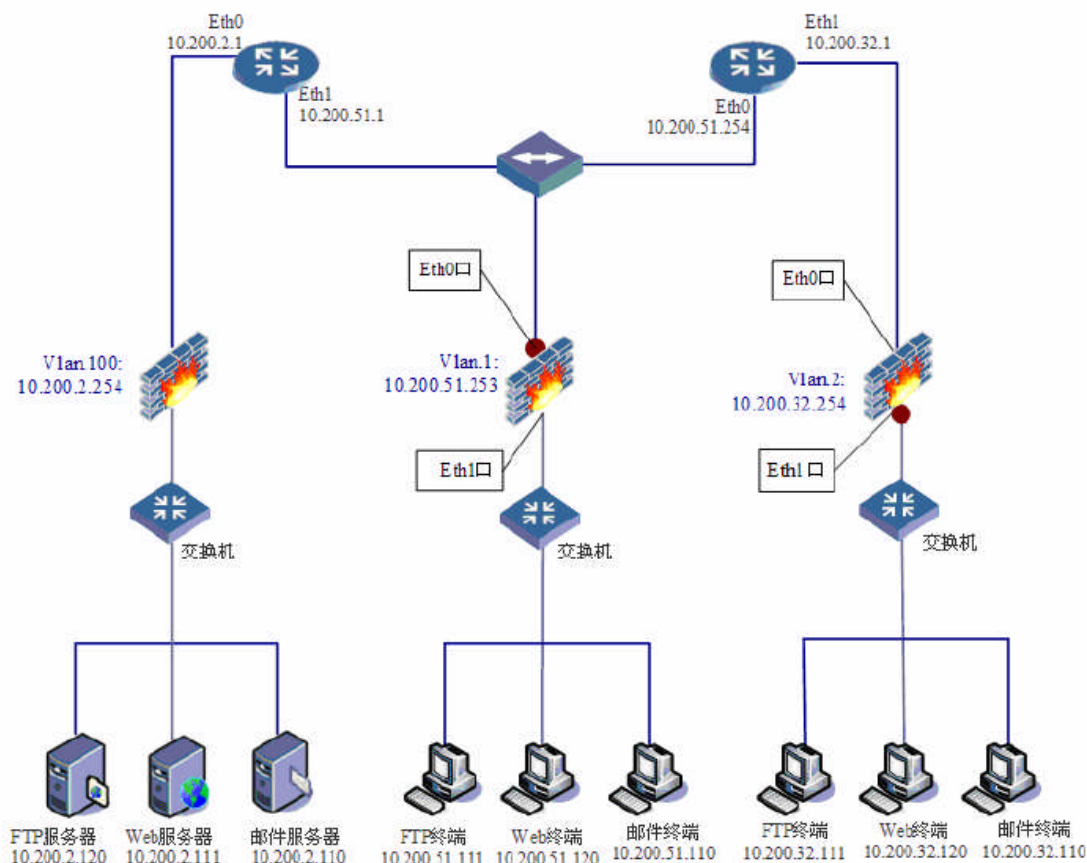 Eth0
10.200.2.1
Eth1
10.200.32.1
Eth1
10.200.51.1
Eth0
10.200.51.254
Eth0口
Eth0口
Vlan.100:
10.200.2.254
Vlan.1:
10.200.51.253
Vlan.2:
10.200.32.254
Eth1口
Eth1口
交换机
交换机
交换机
FTP服务器
10.200.2.120
Web服务器
10.200.2.111
邮件服务器
10.200.2.110
FTP终端
10.200.51.111
Web终端
10.200.51.120
邮件终端
10.200.51.110
FTP终端
10.200.32.111
Web终端
10.200.32.120
邮件终端
10.200.32.110